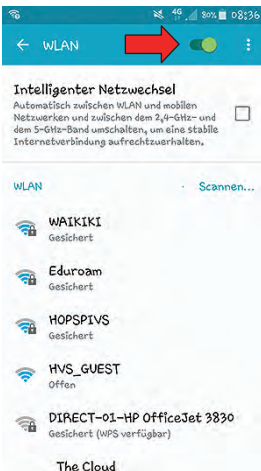 4G 80% 08:36
WLAN
Intelligenter Netzwechsel
Automatisch zwischen WLAN und mobilen
Netzwerken und zwischen dem 2,4-GHz- und
dem 5-GHz-Band umschalten, um eine stabile
Internetverbindung aufrechtzuerhalten.
WLAN
Scannen...
WAIKIKI
Gesichert
Eduroam
Gesichert
HOPSPIVS
Gesichert
HVS_GUEST
Offen
DIRECT-01-HP OfficeJet 3830
Gesichert (WPS verfügbar)
The Cloud